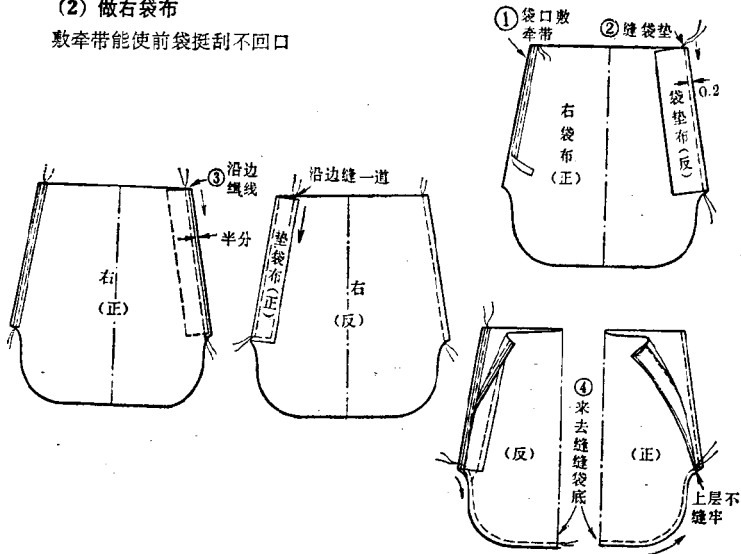 (2) 做右袋布
敷牵带能使前袋挺刮不回口
①袋口敷
牵带
②缝袋垫
0.2
袋垫布(反)
右袋布
(正)
③沿边
缉线
半分
右
(正)
沿边缝一道
垫袋布(正)
右
(反)
④来去缝缝袋底
(反)
(正)
上层不
缝牢